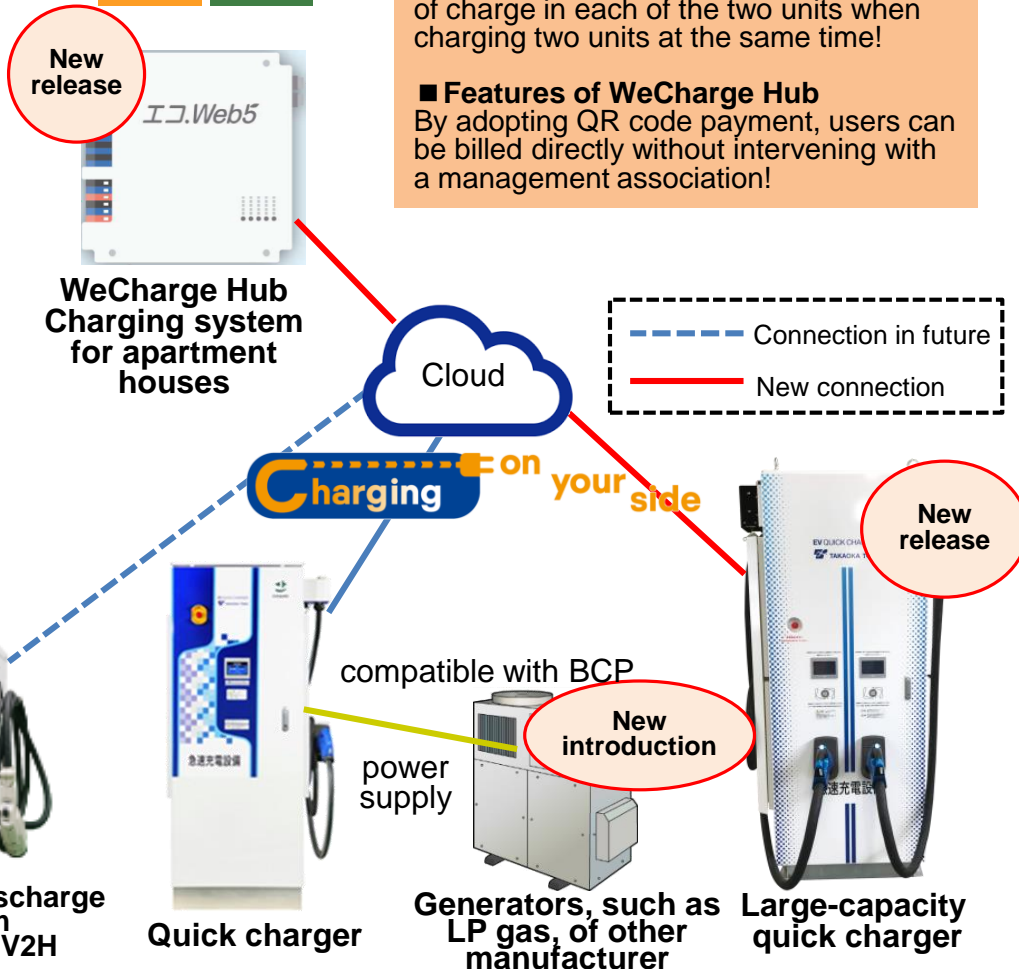 of charge in each of the two units when
charging two units at the same time!
■ Features of WeCharge Hub
By adopting QR code payment, users can
be billed directly without intervening with
a management association!
New
release
エコ.Web5
WeCharge Hub
Charging system
for apartment
houses
Cloud
Connection in future
New connection
Charging on your side
New
release
EV QUICK CHA
TAKAOKA T
compatible with BCP
New
introduction
power
supply
急速充電設備
急速充電設備
scharge
V2H
Quick charger
Generators, such as
LP gas, of other
manufacturer
Large-capacity
quick charger